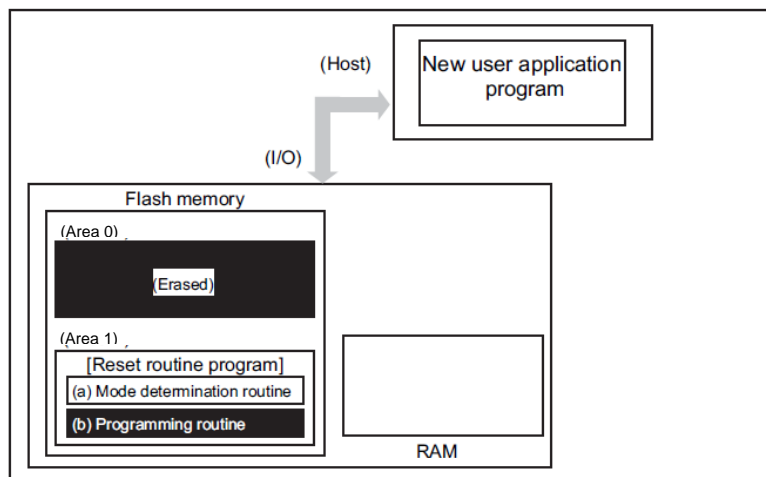 (Host)
New user application
program
(I/O)
Flash memory
(Area 0)
(Erased)
(Area 1)
[Reset routine program]
(a) Mode determination routine
(b) Programming routine
RAM